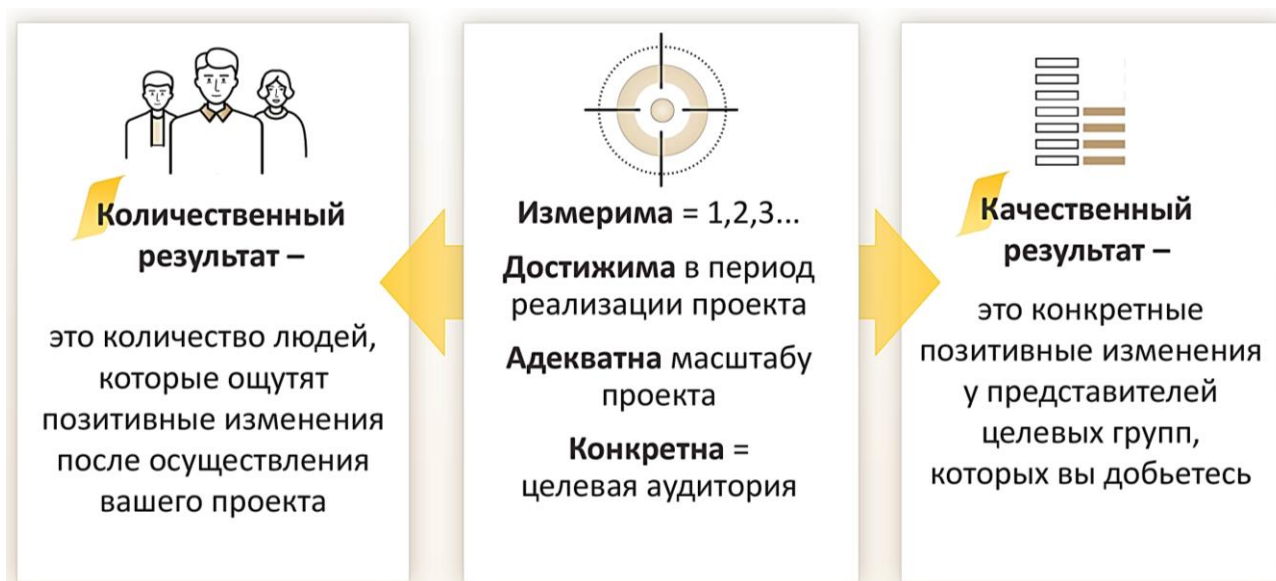 Количественный
результат –
это количество людей,
которые ощутят
позитивные изменения
после осуществления
вашего проекта
Измерима = 1,2,3...
Достижима в период
реализации проекта
Адекватна масштабу
проекта
Конкретна =
целевая аудитория
Качественный
результат –
это конкретные
позитивные изменения
у представителей
целевых групп,
которых вы добьетесь